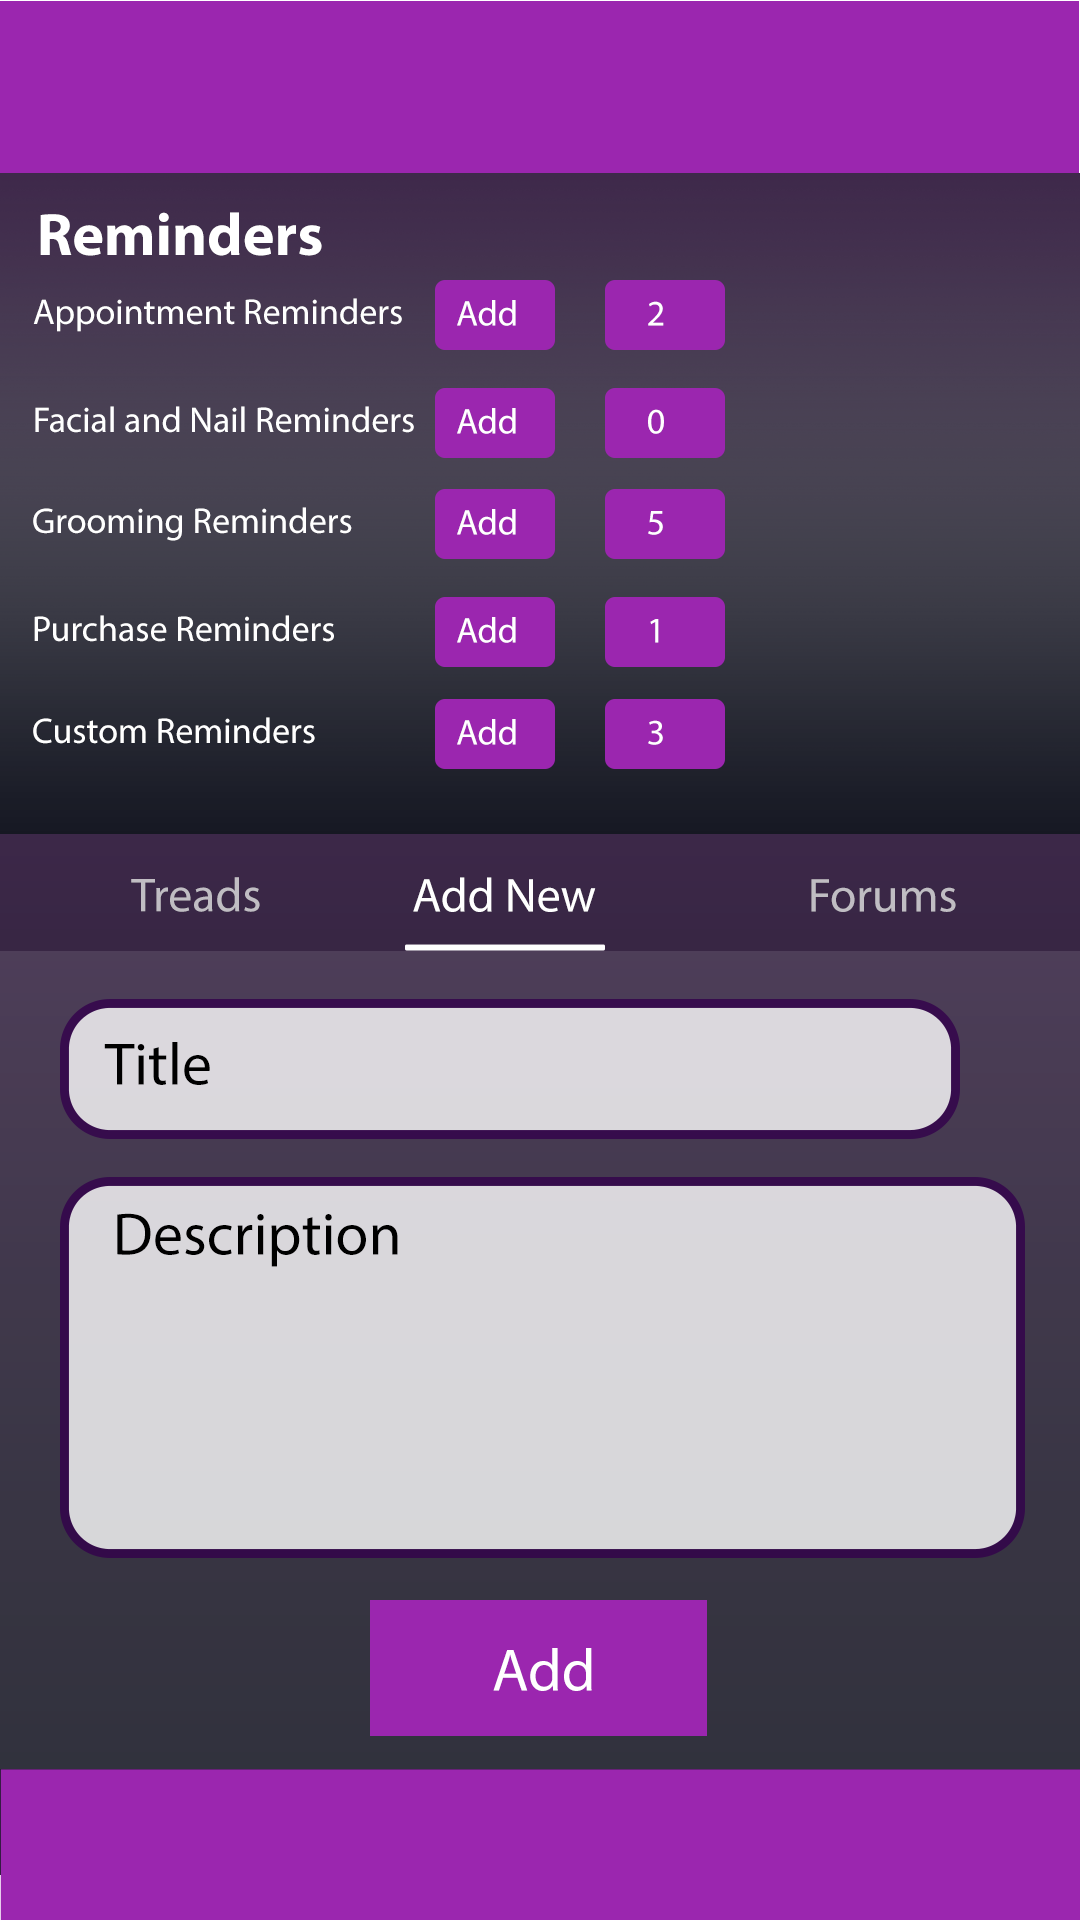 Reminders
Appointment Reminders Add 2
Facial and Nail Reminders Add 0
Grooming Reminders Add 5
Purchase Reminders Add 1
Custom Reminders Add 3
Treads Add New Forums
Title
Description
Add